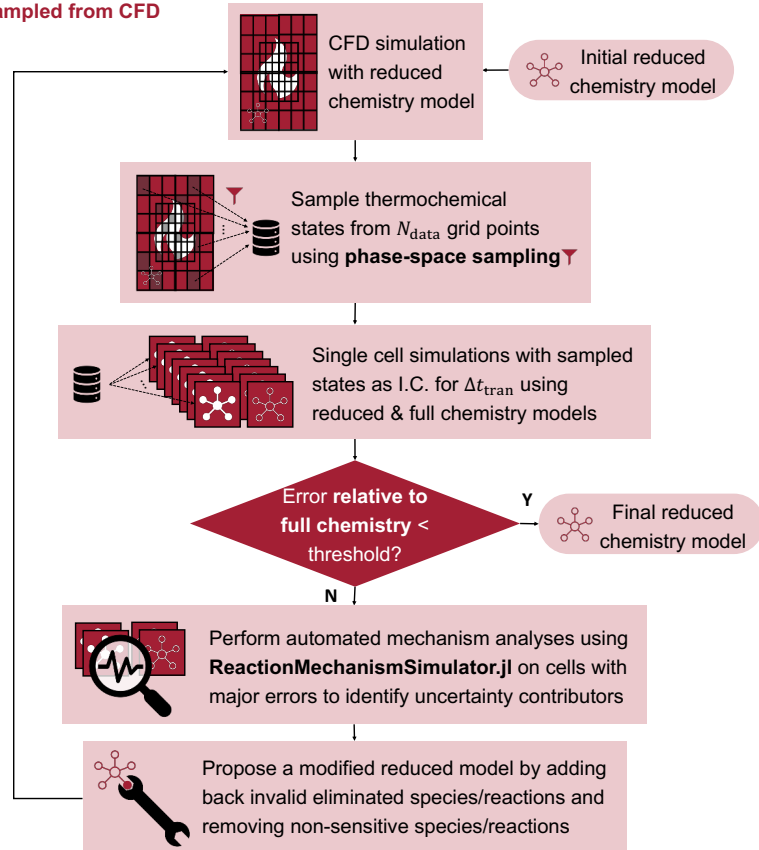 ampled from CFD
CFD simulation
with reduced
chemistry model
Initial reduced
chemistry model
Sample thermochemical
states from N_data grid points
using phase-space sampling
Single cell simulations with sampled
states as I.C. for Δt_tran using
reduced & full chemistry models
Error relative to
full chemistry <
threshold?
Y
Final reduced
chemistry model
N
Perform automated mechanism analyses using
ReactionMechanismSimulator.jl on cells with
major errors to identify uncertainty contributors
Propose a modified reduced model by adding
back invalid eliminated species/reactions and
removing non-sensitive species/reactions